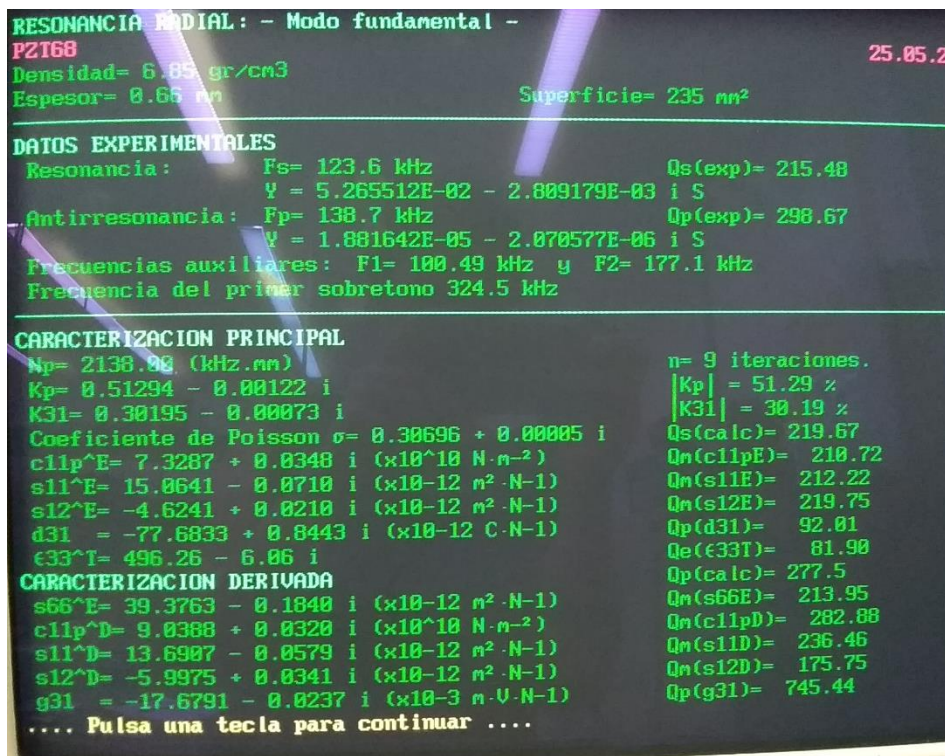 RESONANCIA RADIAL: - Modo fundamental -
PZT68 25.05.2
Densidad= 6.85 gr/cm3
Espesor= 0.66 mm Superficie= 235 mm²
DATOS EXPERIMENTALES
Resonancia: Fs= 123.6 kHz Qs(exp)= 215.48
Y = 5.265512E-02 - 2.809179E-03 i S
Antirresonancia: Fp= 138.7 kHz Qp(exp)= 298.67
Y = 1.881642E-05 - 2.070577E-06 i S
Frecuencias auxiliares: F1= 100.49 kHz y F2= 177.1 kHz
Frecuencia del primer sobretono 324.5 kHz
CARACTERIZACION PRINCIPAL
Np= 2138.00 (kHz.mm) n= 9 iteraciones.
Kp= 0.51294 - 0.00122 i |Kp| = 51.29 %
K31= 0.30195 - 0.00073 i |K31| = 30.19 %
Coeficiente de Poisson σ= 0.30696 + 0.00005 i Qs(calc)= 219.67
c11p^E= 7.3287 + 0.0348 i (x10^10 N·m-²) Qm(c11pE)= 210.72
s11^E= 15.0641 - 0.0710 i (x10-12 m²·N-1) Qm(s11E)= 212.22
s12^E= -4.6241 + 0.0210 i (x10-12 m²·N-1) Qm(s12E)= 219.75
d31 = -77.6833 + 0.8443 i (x10-12 C·N-1) Qp(d31)= 92.01
€33^T= 496.26 - 6.06 i Qe(€33T)= 81.90
CARACTERIZACION DERIVADA Qp(calc)= 277.5
s66^E= 39.3763 - 0.1840 i (x10-12 m²·N-1) Qm(s66E)= 213.95
c11p^D= 9.0388 + 0.0320 i (x10^10 N·m-²) Qm(c11pD)= 282.88
s11^D= 13.6907 - 0.0579 i (x10-12 m²·N-1) Qm(s11D)= 236.46
s12^D= -5.9975 + 0.0341 i (x10-12 m²·N-1) Qm(s12D)= 175.75
g31 = -17.6791 - 0.0237 i (x10-3 m·V·N-1) Qp(g31)= 745.44
.... Pulsa una tecla para continuar ....